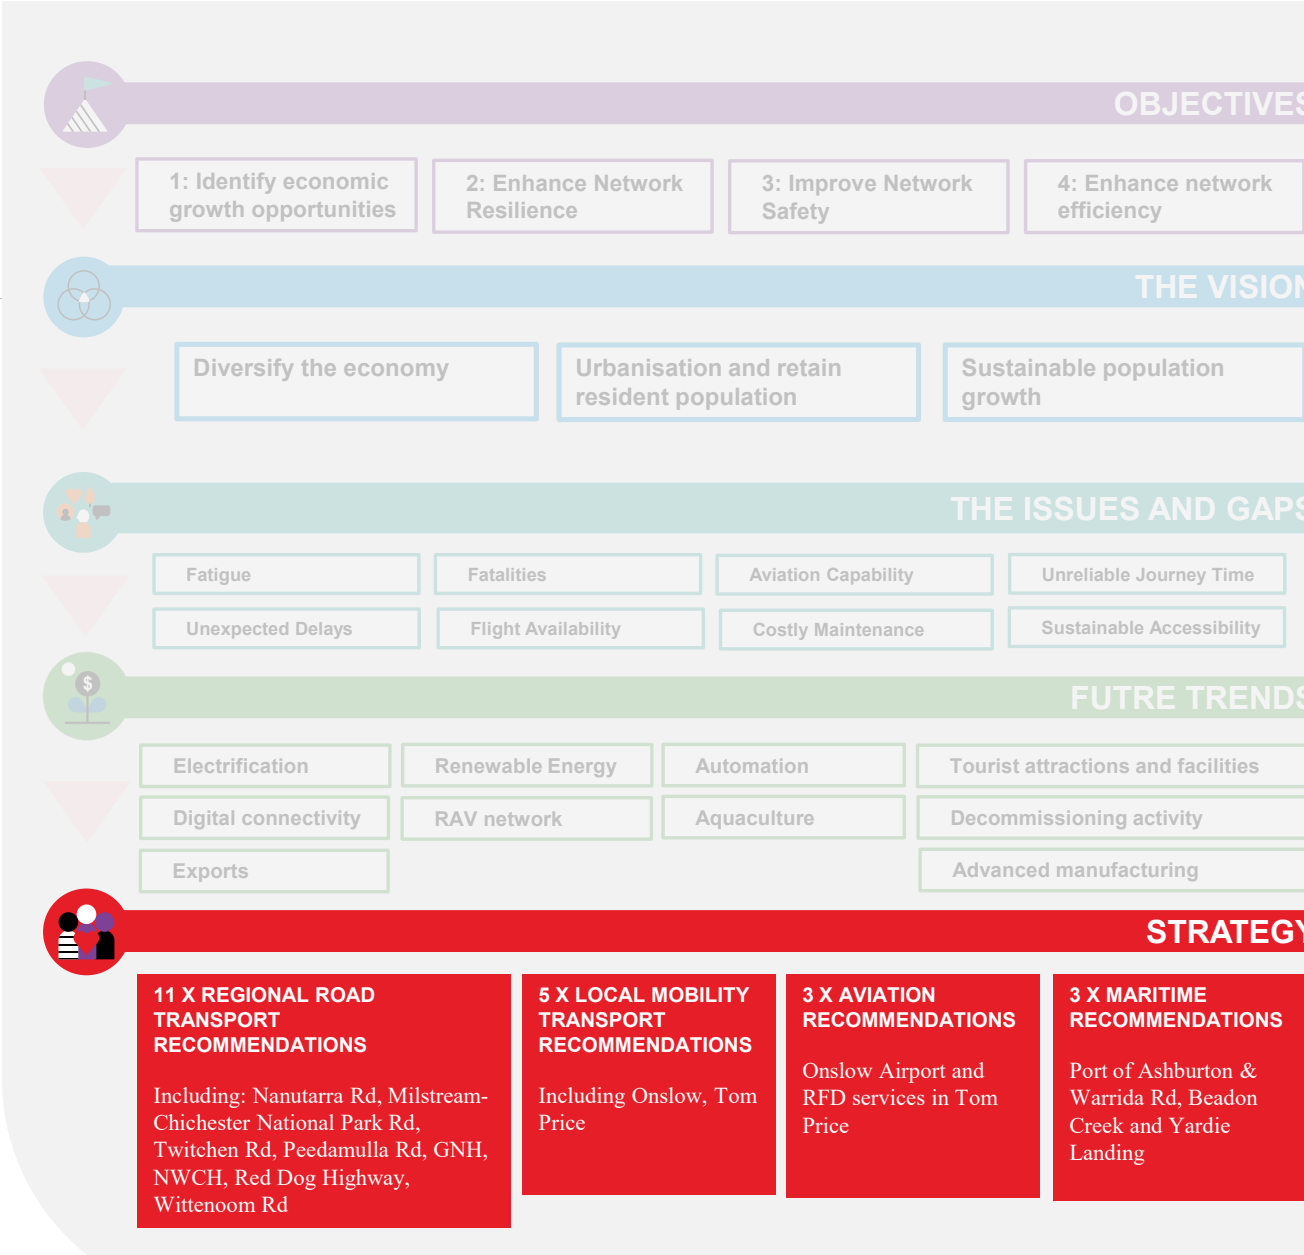 OBJECTIVES
1: Identify economic
growth opportunities
2: Enhance Network
Resilience
3: Improve Network
Safety
4: Enhance network
efficiency
THE VISION
Diversify the economy
Urbanisation and retain
resident population
Sustainable population
growth
THE ISSUES AND GAPS
Fatigue
Fatalities
Aviation Capability
Unreliable Journey Time
Unexpected Delays
Flight Availability
Costly Maintenance
Sustainable Accessibility
$
FUTRE TRENDS
Electrification
Renewable Energy
Automation
Tourist attractions and facilities
Digital connectivity
RAV network
Aquaculture
Decommissioning activity
Exports
Advanced manufacturing
STRATEGY
11 X REGIONAL ROAD
TRANSPORT
RECOMMENDATIONS
Including: Nanutarra Rd, Milstream-
Chichester National Park Rd,
Twitchen Rd, Peedamulla Rd, GNH,
NWCH, Red Dog Highway,
Wittenoom Rd
5 X LOCAL MOBILITY
TRANSPORT
RECOMMENDATIONS
Including Onslow, Tom
Price
3 X AVIATION
RECOMMENDATIONS
Onslow Airport and
RFD services in Tom
Price
3 X MARITIME
RECOMMENDATIONS
Port of Ashburton &
Warrida Rd, Beadon
Creek and Yardie
Landing